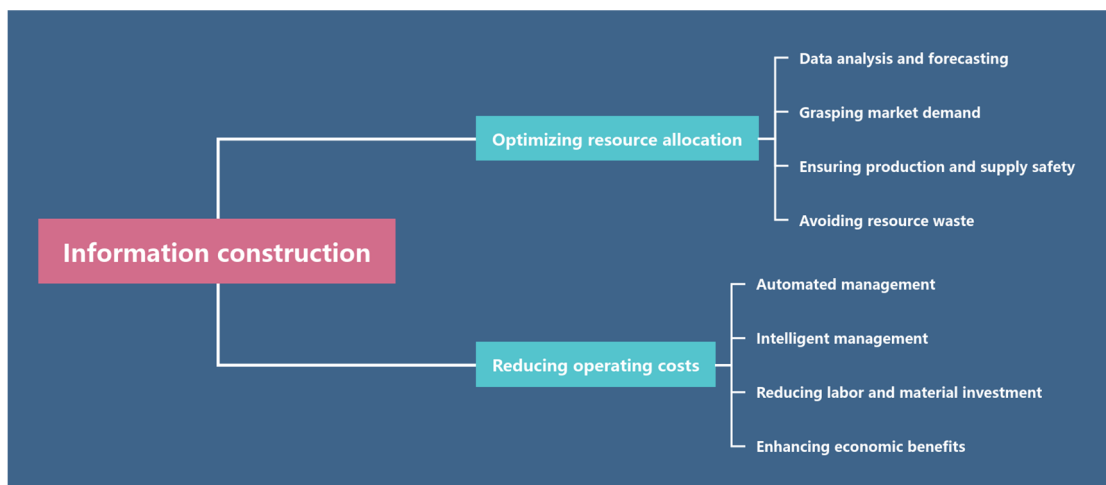 Information construction
Optimizing resource allocation
Data analysis and forecasting
Grasping market demand
Ensuring production and supply safety
Avoiding resource waste
Reducing operating costs
Automated management
Intelligent management
Reducing labor and material investment
Enhancing economic benefits